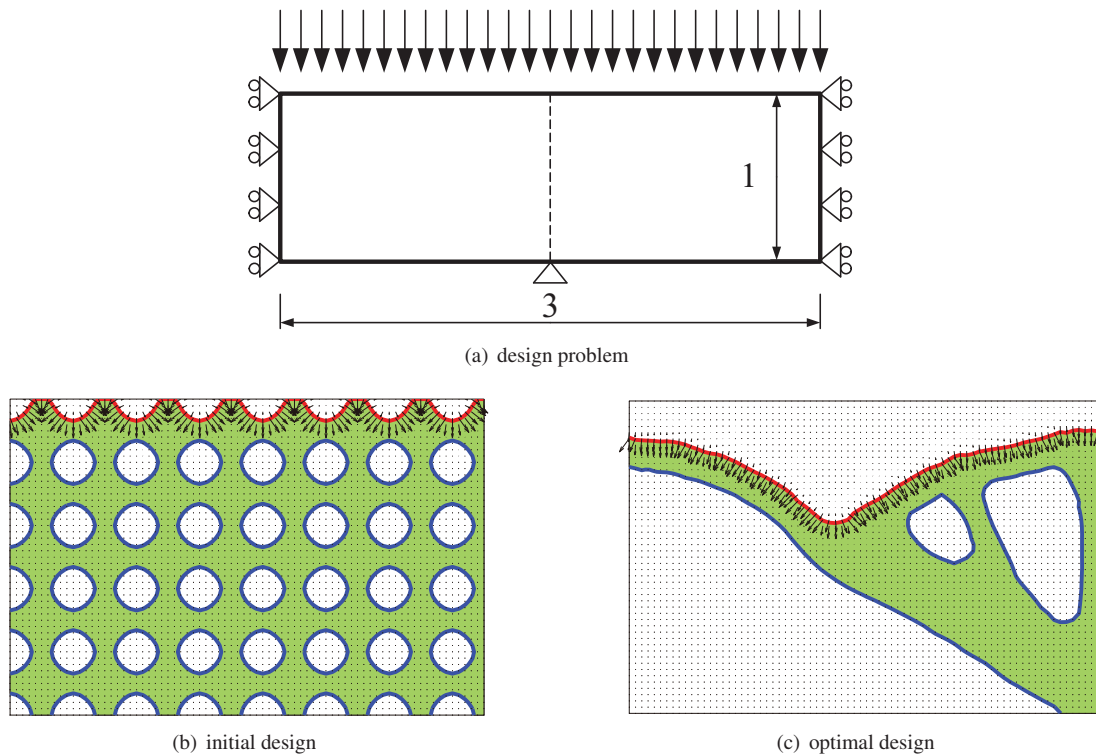 1
3
(a) design problem
(b) initial design
(c) optimal design